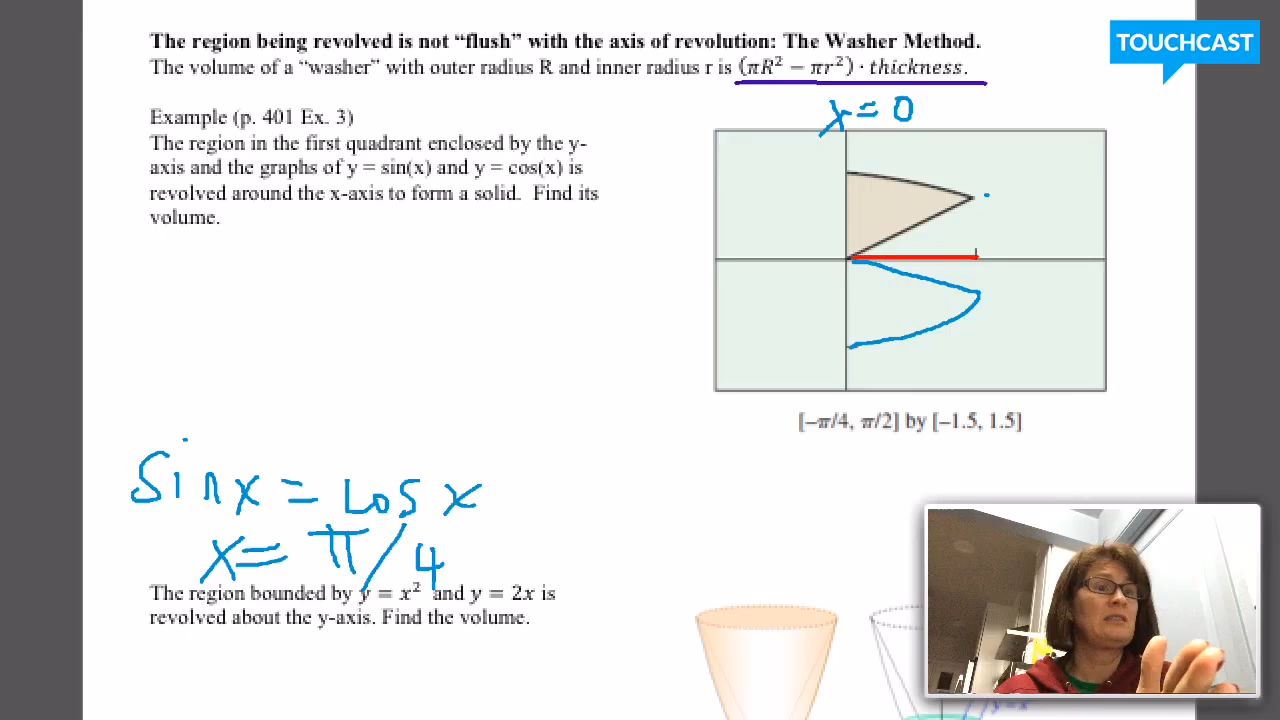 The region being revolved is not “flush” with the axis of revolution: The Washer Method.
The volume of a “washer” with outer radius R and inner radius r is (πR² − πr²) · thickness.
TOUCHCAST
x = 0
Example (p. 401 Ex. 3)
The region in the first quadrant enclosed by the y-
axis and the graphs of y = sin(x) and y = cos(x) is
revolved around the x-axis to form a solid.  Find its
volume.
[−π/4, π/2] by [−1.5, 1.5]
sinx = cosx
x = π/4
The region bounded by y = x² and y = 2x is
revolved about the y-axis. Find the volume.